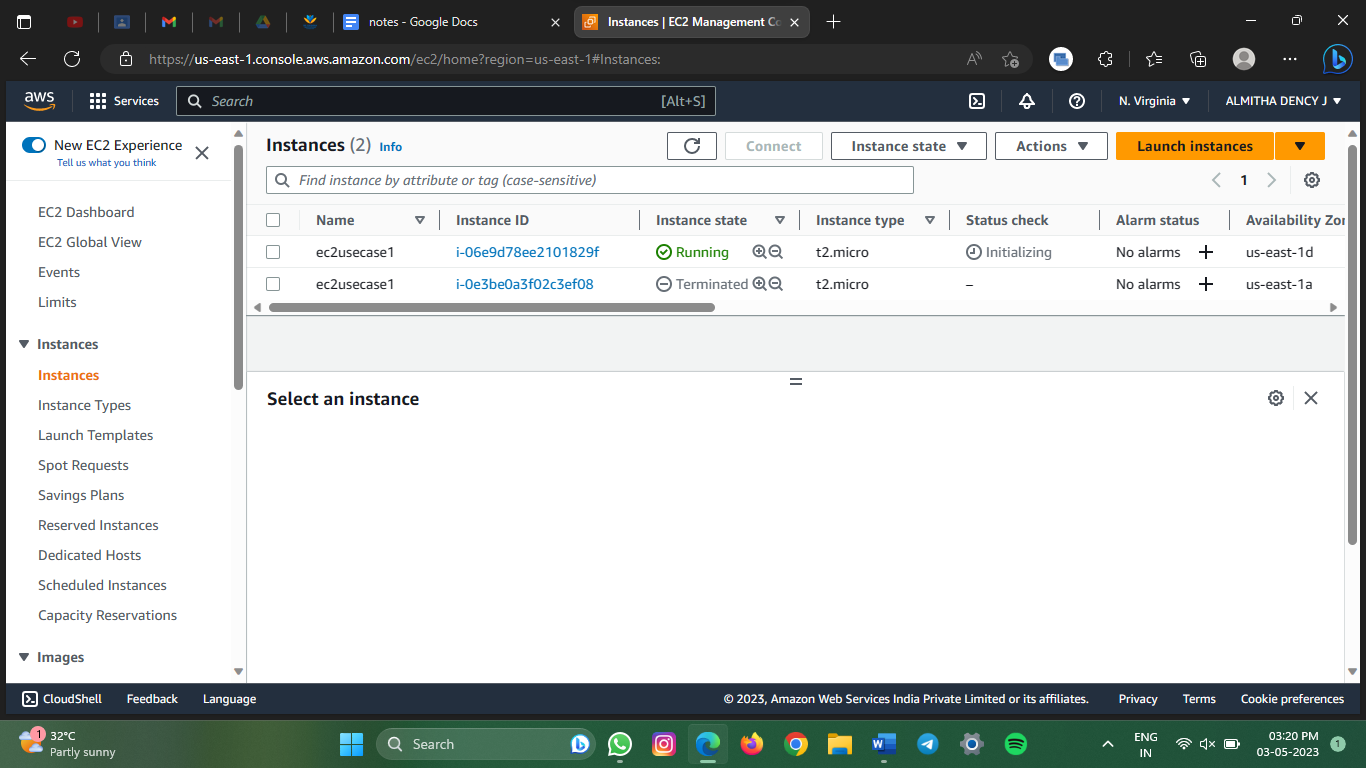 notes - Google Docs
Instances | EC2 Management Co
https://us-east-1.console.aws.amazon.com/ec2/home?region=us-east-1#Instances:
aws
Services
Search
[Alt+S]
N. Virginia
ALMITHA DENCY J
New EC2 Experience
Tell us what you think
EC2 Dashboard
EC2 Global View
Events
Limits
Instances
Instances
Instance Types
Launch Templates
Spot Requests
Savings Plans
Reserved Instances
Dedicated Hosts
Scheduled Instances
Capacity Reservations
Images
Instances (2) Info
Connect
Instance state
Actions
Launch instances
Find instance by attribute or tag (case-sensitive)
1
Name Instance ID Instance state Instance type Status check Alarm status Availability Zon
ec2usecase1 i-06e9d78ee2101829f Running t2.micro Initializing No alarms + us-east-1d
ec2usecase1 i-0e3be0a3f02c3ef08 Terminated t2.micro – No alarms + us-east-1a
Select an instance
CloudShell Feedback Language © 2023, Amazon Web Services India Private Limited or its affiliates. Privacy Terms Cookie preferences
1
32°C
Partly sunny
Search
ENG
IN
03:20 PM
03-05-2023
1